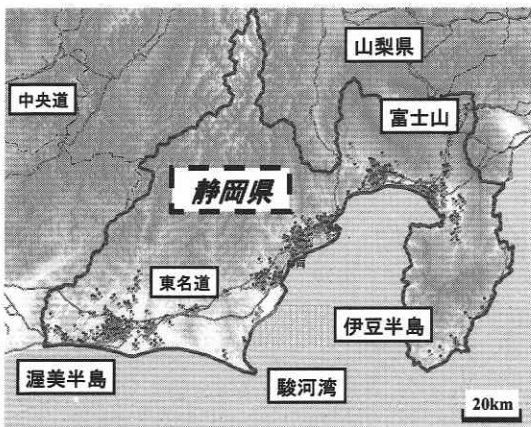 山梨県
中央道
富士山
静岡県
東名道
伊豆半島
渥美半島
駿河湾
20km